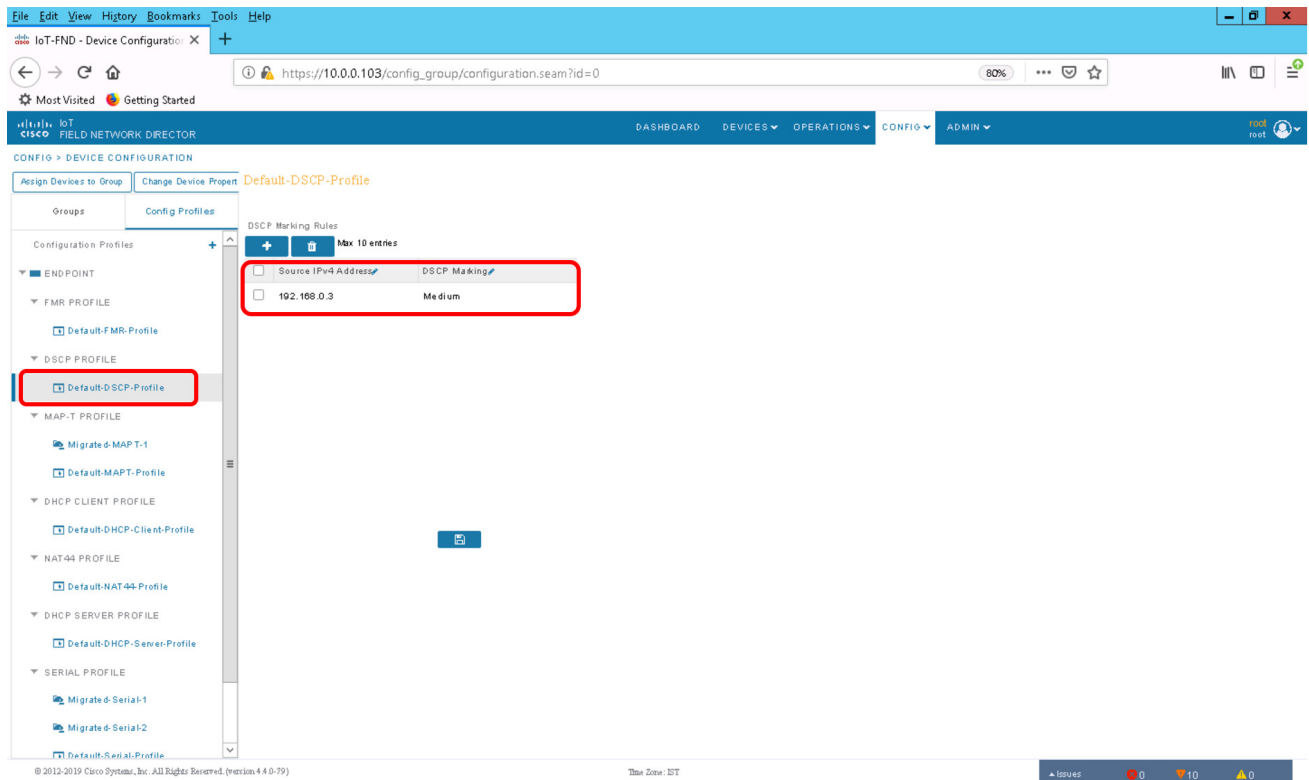 File Edit View History Bookmarks Tools Help
IoT-FND - Device Configuration
https://10.0.0.103/config_group/configuration.seam?id=0
80%
Most Visited Getting Started
cisco IoT FIELD NETWORK DIRECTOR
DASHBOARD DEVICES OPERATIONS CONFIG ADMIN
root
root
CONFIG > DEVICE CONFIGURATION
Assign Devices to Group Change Device Propert
Default-DSCP-Profile
Groups Config Profiles
DSCP Marking Rules
Configuration Profiles +
+ Max 10 entries
Source IPv4 Address DSCP Marking
192.168.0.3 Medium
ENDPOINT
FMR PROFILE
Default-FMR-Profile
DSCP PROFILE
Default-DSCP-Profile
MAP-T PROFILE
Migrated-MAPT-1
Default-MAPT-Profile
DHCP CLIENT PROFILE
Default-DHCP-Client-Profile
NAT44 PROFILE
Default-NAT44-Profile
DHCP SERVER PROFILE
Default-DHCP-Server-Profile
SERIAL PROFILE
Migrated-Serial-1
Migrated-Serial-2
Default-Serial-Profile
© 2012-2019 Cisco Systems, Inc. All Rights Reserved. (version 4.4.0-79)
Time Zone: IST
Issues 0 10 0